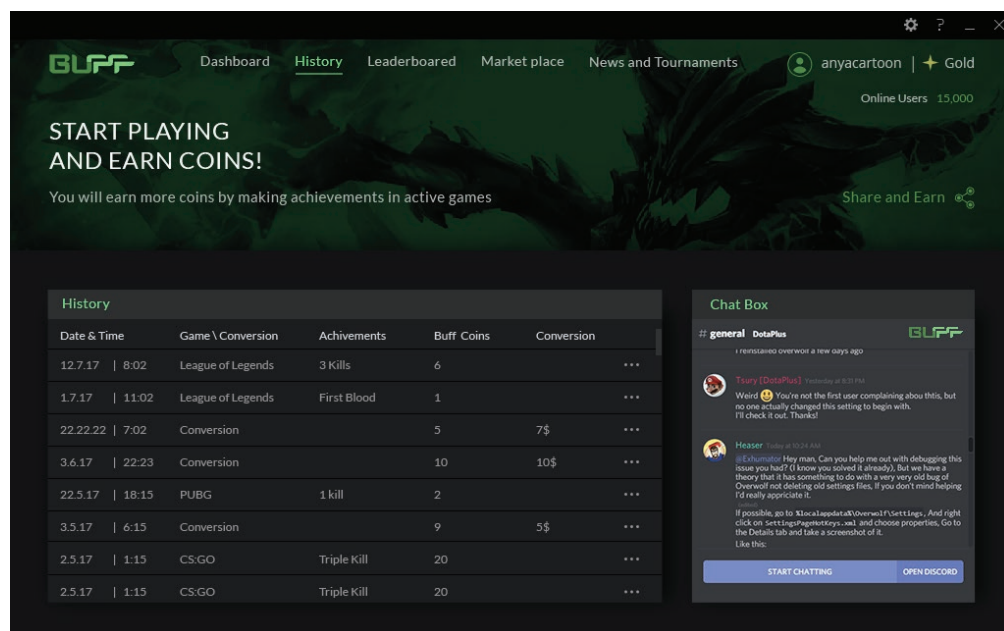 ?
BUFF
Dashboard History Leaderboared Market place News and Tournaments
anyacartoon | Gold
Online Users 15,000
START PLAYING
AND EARN COINS!
You will earn more coins by making achievements in active games
Share and Earn
History
Date & Time Game \ Conversion Achivements Buff Coins Conversion
12.7.17 | 8:02 League of Legends 3 Kills 6 ...
1.7.17 | 11:02 League of Legends First Blood 1 ...
22.22.22 | 7:02 Conversion 5 7$ ...
3.6.17 | 22:23 Conversion 10 10$ ...
22.5.17 | 18:15 PUBG 1 kill 2 ...
3.5.17 | 6:15 Conversion 9 5$ ...
2.5.17 | 1:15 CS:GO Triple Kill 20 ...
2.5.17 | 1:15 CS:GO Triple Kill 20 ...
Chat Box
# general DotaPlus BUFF
I reinstalled overwolf a few days ago
Tsury [DotaPlus] Yesterday at 8:31 PM
Weird You're not the first user complaining abou thtis, but
no one actually changed this setting to begin with.
I'll check it out. Thanks!
Heaser Today at 10:24 AM
@Exhumator Hey man, Can you help me out with debugging this
issue you had? (I know you solved it already), But we have a
theory that it has something to do with a very very old bug of
Overwolf not deleting old settings files, If you don't mind helping
I'd really appriciate it.
If possible, go to %localappdata%\Overwolf\Settings, And right
click on SettingsPageHotKeys.xml and choose properties, Go to
the Details tab and take a screenshot of it.
Like this:
START CHATTING OPEN DISCORD